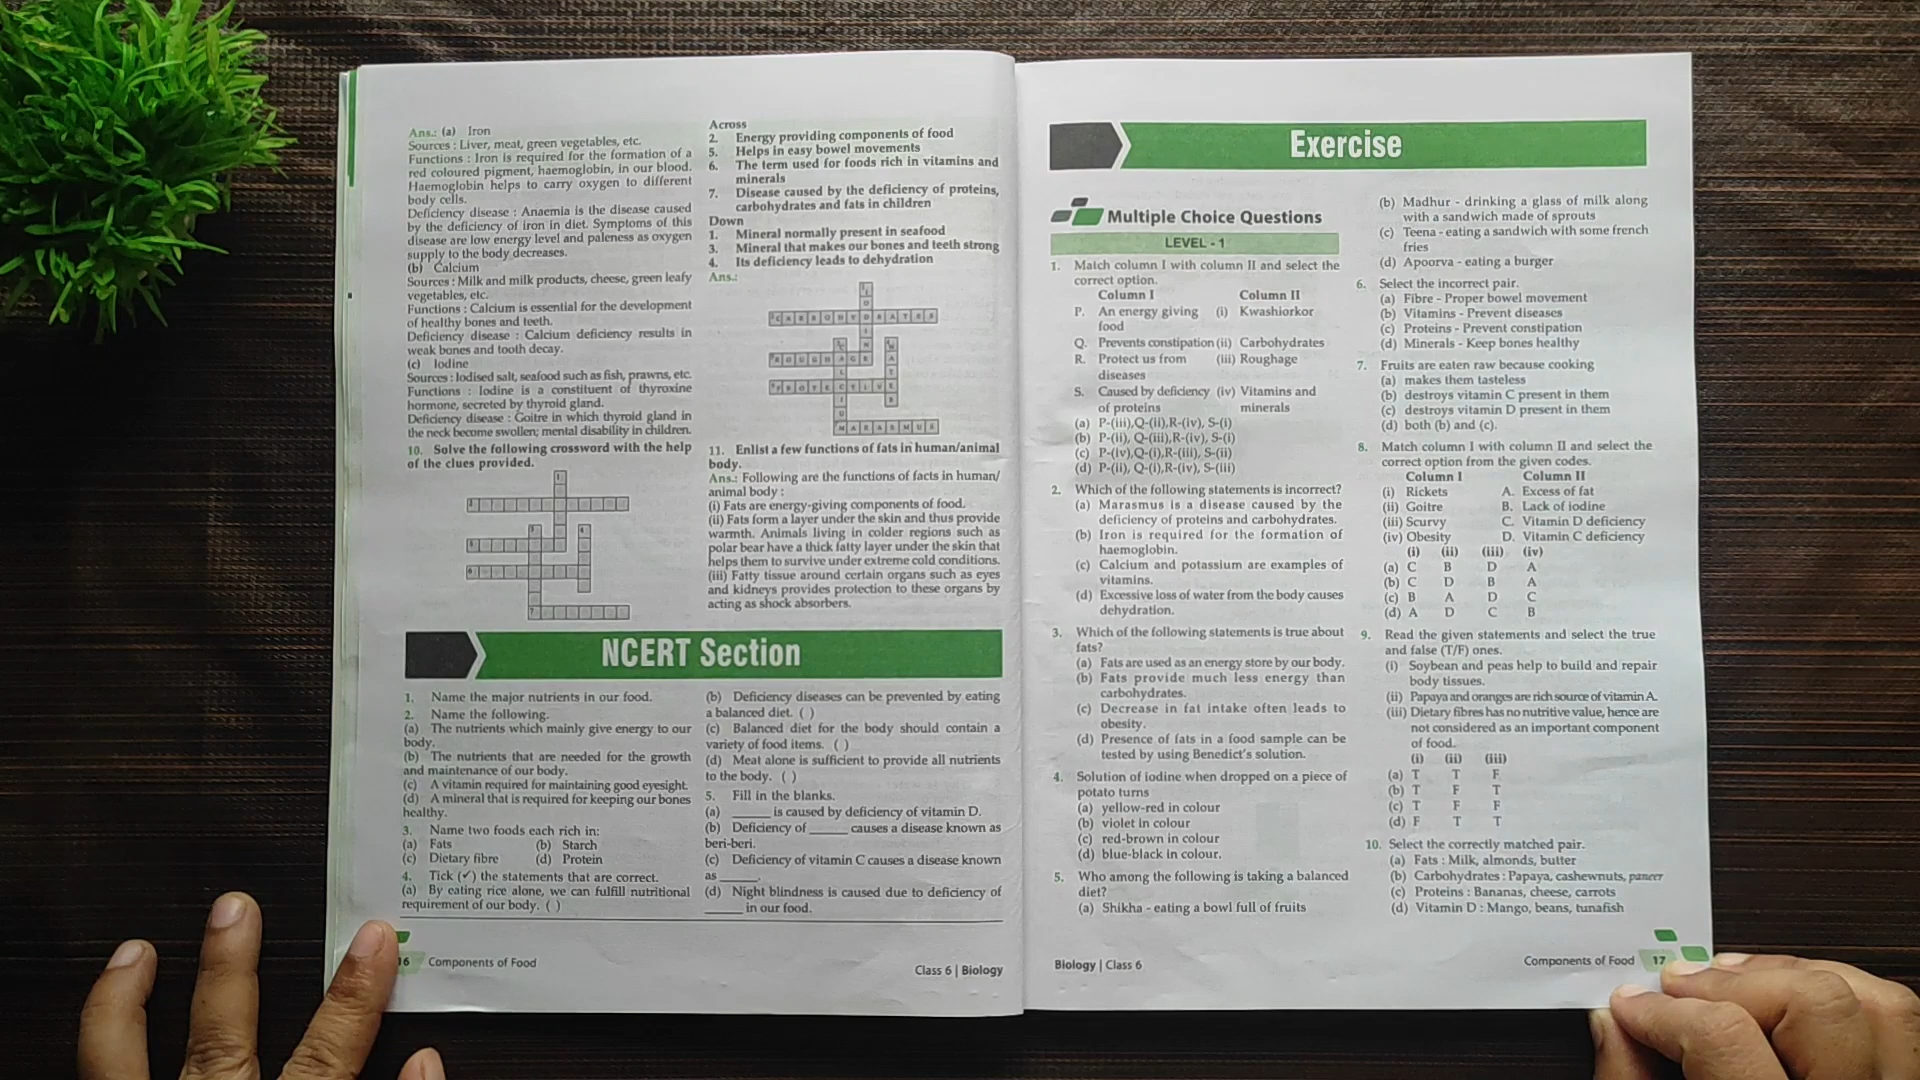 Ans.: (a) Iron
Sources : Liver, meat, green vegetables, etc.
Functions : Iron is required for the formation of a
red coloured pigment, haemoglobin, in our blood.
Haemoglobin helps to carry oxygen to different
body cells.
Deficiency disease : Anaemia is the disease caused
by the deficiency of iron in diet. Symptoms of this
disease are low energy level and paleness as oxygen
supply to the body decreases.
(b) Calcium
Sources : Milk and milk products, cheese, green leafy
vegetables, etc.
Functions : Calcium is essential for the development
of healthy bones and teeth.
Deficiency disease : Calcium deficiency results in
weak bones and tooth decay.
(c) Iodine
Sources : Iodised salt, seafood such as fish, prawns, etc.
Functions : Iodine is a constituent of thyroxine
hormone, secreted by thyroid gland.
Deficiency disease : Goitre in which thyroid gland in
the neck become swollen; mental disability in children.
10. Solve the following crossword with the help
of the clues provided.
1
2
3 4
5
6
7
Across
2. Energy providing components of food
5. Helps in easy bowel movements
6. The term used for foods rich in vitamins and
minerals
7. Disease caused by the deficiency of proteins,
carbohydrates and fats in children
Down
1. Mineral normally present in seafood
3. Mineral that makes our bones and teeth strong
4. Its deficiency leads to dehydration
Ans.:
I
O
C A R B O H Y D R A T E S
I
C N W
R O U G H A G E A
L T
P R O T E C T I V E
I R
U
M A R A S M U S
11. Enlist a few functions of fats in human/animal
body.
Ans.: Following are the functions of facts in human/
animal body :
(i) Fats are energy-giving components of food.
(ii) Fats form a layer under the skin and thus provide
warmth. Animals living in colder regions such as
polar bear have a thick fatty layer under the skin that
helps them to survive under extreme cold conditions.
(iii) Fatty tissue around certain organs such as eyes
and kidneys provides protection to these organs by
acting as shock absorbers.
NCERT Section
1. Name the major nutrients in our food.
2. Name the following.
(a) The nutrients which mainly give energy to our
body.
(b) The nutrients that are needed for the growth
and maintenance of our body.
(c) A vitamin required for maintaining good eyesight.
(d) A mineral that is required for keeping our bones
healthy.
3. Name two foods each rich in:
(a) Fats (b) Starch
(c) Dietary fibre (d) Protein
4. Tick (✓) the statements that are correct.
(a) By eating rice alone, we can fulfill nutritional
requirement of our body. ( )
(b) Deficiency diseases can be prevented by eating
a balanced diet. ( )
(c) Balanced diet for the body should contain a
variety of food items. ( )
(d) Meat alone is sufficient to provide all nutrients
to the body. ( )
5. Fill in the blanks.
(a) ______ is caused by deficiency of vitamin D.
(b) Deficiency of ______ causes a disease known as
beri-beri.
(c) Deficiency of vitamin C causes a disease known
as ______.
(d) Night blindness is caused due to deficiency of
______ in our food.
16 Components of Food
Class 6 | Biology
Exercise
Multiple Choice Questions
LEVEL - 1
1. Match column I with column II and select the
correct option.
Column I Column II
P. An energy giving (i) Kwashiorkor
food
Q. Prevents constipation (ii) Carbohydrates
R. Protect us from (iii) Roughage
diseases
S. Caused by deficiency (iv) Vitamins and
of proteins minerals
(a) P-(iii),Q-(ii),R-(iv), S-(i)
(b) P-(ii), Q-(iii),R-(iv), S-(i)
(c) P-(iv),Q-(i),R-(iii), S-(ii)
(d) P-(ii), Q-(i),R-(iv), S-(iii)
2. Which of the following statements is incorrect?
(a) Marasmus is a disease caused by the
deficiency of proteins and carbohydrates.
(b) Iron is required for the formation of
haemoglobin.
(c) Calcium and potassium are examples of
vitamins.
(d) Excessive loss of water from the body causes
dehydration.
3. Which of the following statements is true about
fats?
(a) Fats are used as an energy store by our body.
(b) Fats provide much less energy than
carbohydrates.
(c) Decrease in fat intake often leads to
obesity.
(d) Presence of fats in a food sample can be
tested by using Benedict's solution.
4. Solution of iodine when dropped on a piece of
potato turns
(a) yellow-red in colour
(b) violet in colour
(c) red-brown in colour
(d) blue-black in colour.
5. Who among the following is taking a balanced
diet?
(a) Shikha - eating a bowl full of fruits
(b) Madhur - drinking a glass of milk along
with a sandwich made of sprouts
(c) Teena - eating a sandwich with some french
fries
(d) Apoorva - eating a burger
6. Select the incorrect pair.
(a) Fibre - Proper bowel movement
(b) Vitamins - Prevent diseases
(c) Proteins - Prevent constipation
(d) Minerals - Keep bones healthy
7. Fruits are eaten raw because cooking
(a) makes them tasteless
(b) destroys vitamin C present in them
(c) destroys vitamin D present in them
(d) both (b) and (c).
8. Match column I with column II and select the
correct option from the given codes.
Column I Column II
(i) Rickets A. Excess of fat
(ii) Goitre B. Lack of iodine
(iii) Scurvy C. Vitamin D deficiency
(iv) Obesity D. Vitamin C deficiency
(i) (ii) (iii) (iv)
(a) C B D A
(b) C D B A
(c) B A D C
(d) A D C B
9. Read the given statements and select the true
and false (T/F) ones.
(i) Soybean and peas help to build and repair
body tissues.
(ii) Papaya and oranges are rich source of vitamin A.
(iii) Dietary fibres has no nutritive value, hence are
not considered as an important component
of food.
(i) (ii) (iii)
(a) T T F
(b) T F T
(c) T F F
(d) F T T
10. Select the correctly matched pair.
(a) Fats : Milk, almonds, butter
(b) Carbohydrates : Papaya, cashewnuts, paneer
(c) Proteins : Bananas, cheese, carrots
(d) Vitamin D : Mango, beans, tunafish
Biology | Class 6
Components of Food 17